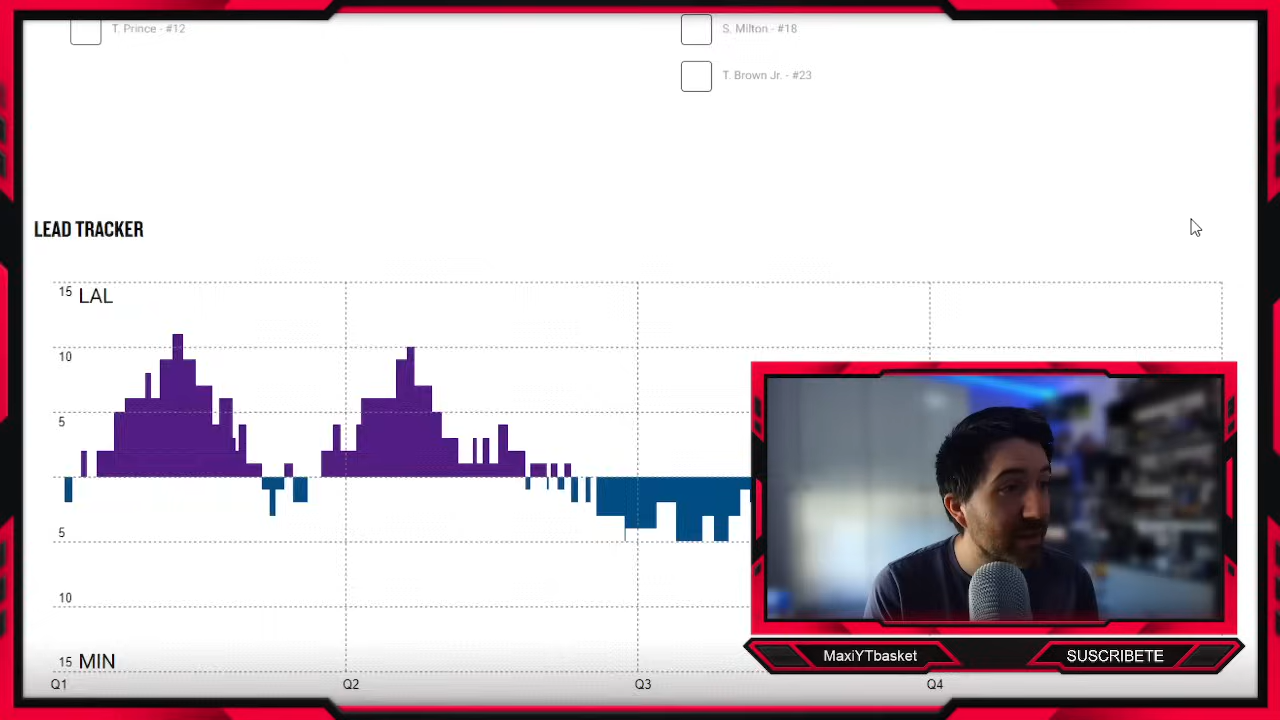 T. Prince - #12
S. Milton - #18
T. Brown Jr. - #23
LEAD TRACKER
15 LAL
10
5
5
10
15 MIN
Q1 Q2 Q3 Q4
MaxiYTbasket
SUSCRIBETE